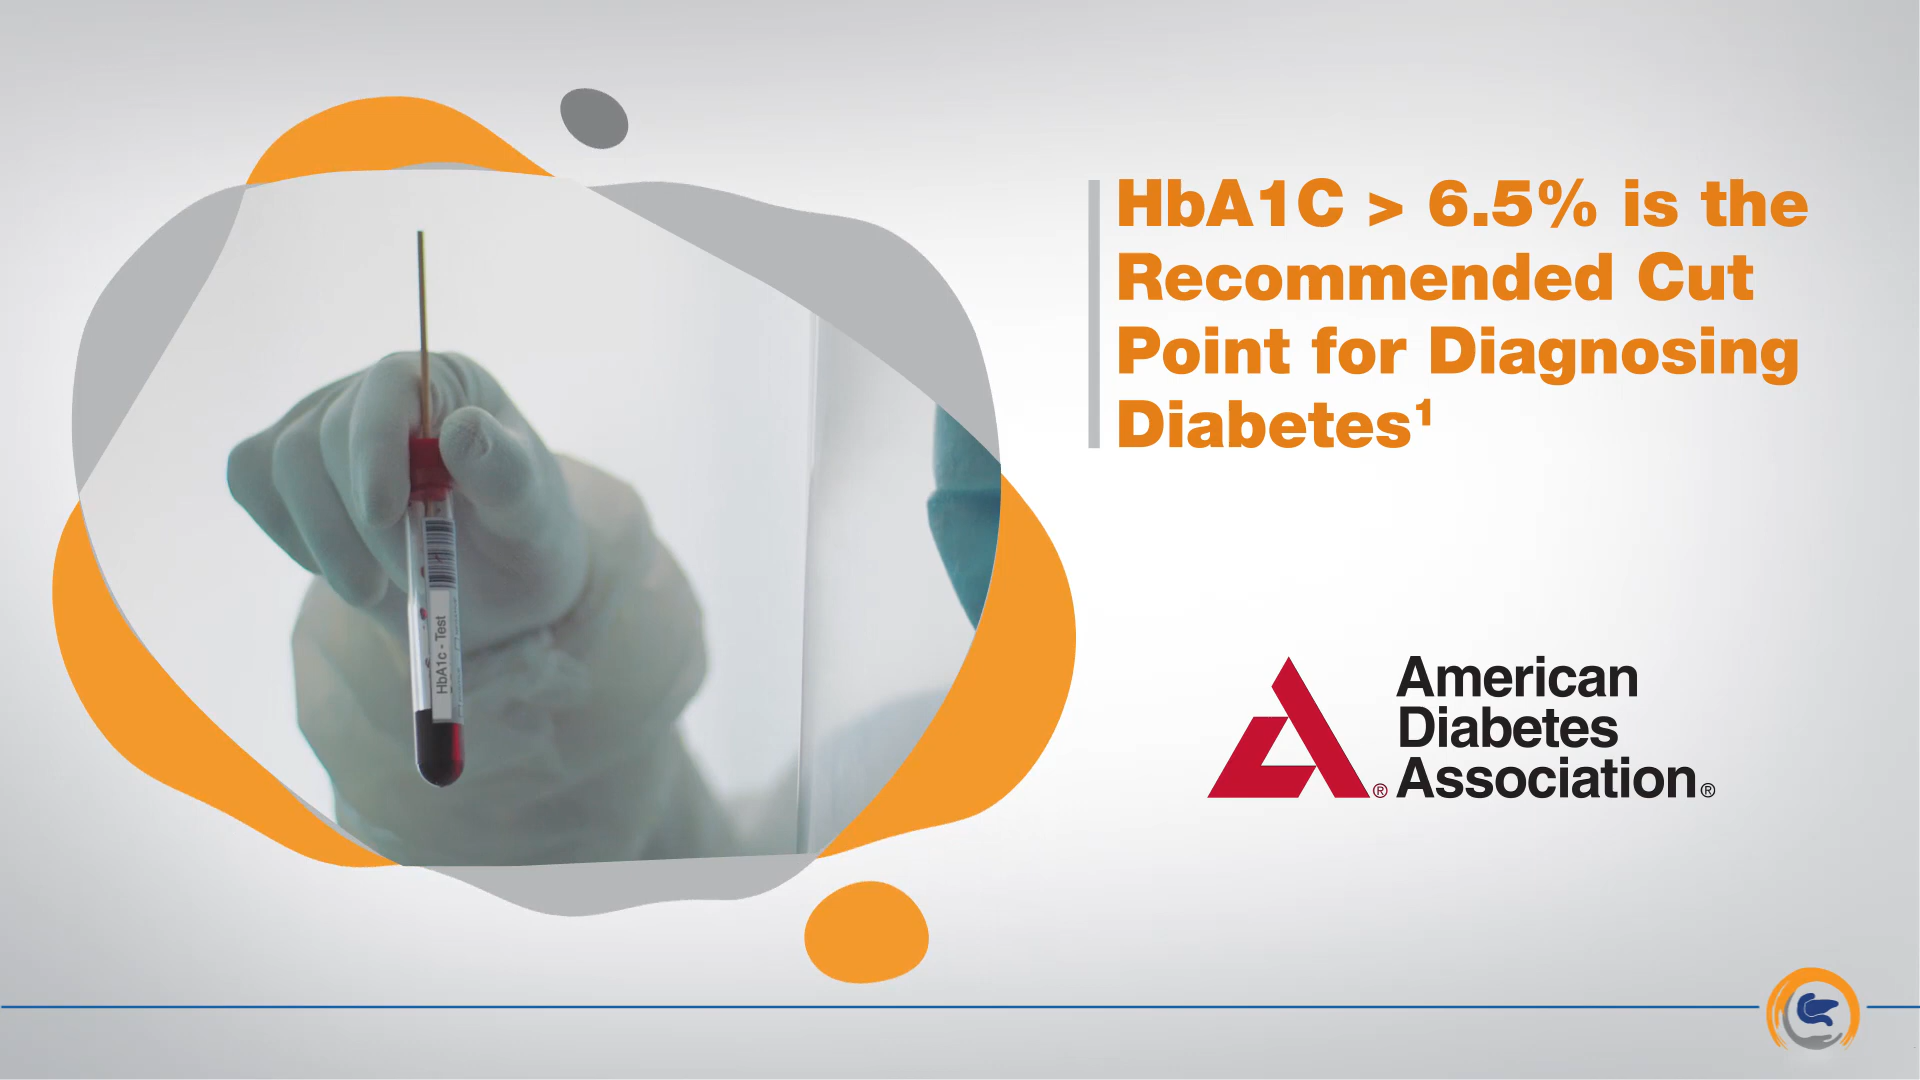 HbA1C > 6.5% is the
Recommended Cut
Point for Diagnosing
Diabetes¹
HbA1c - Test
American
Diabetes
Association®
®